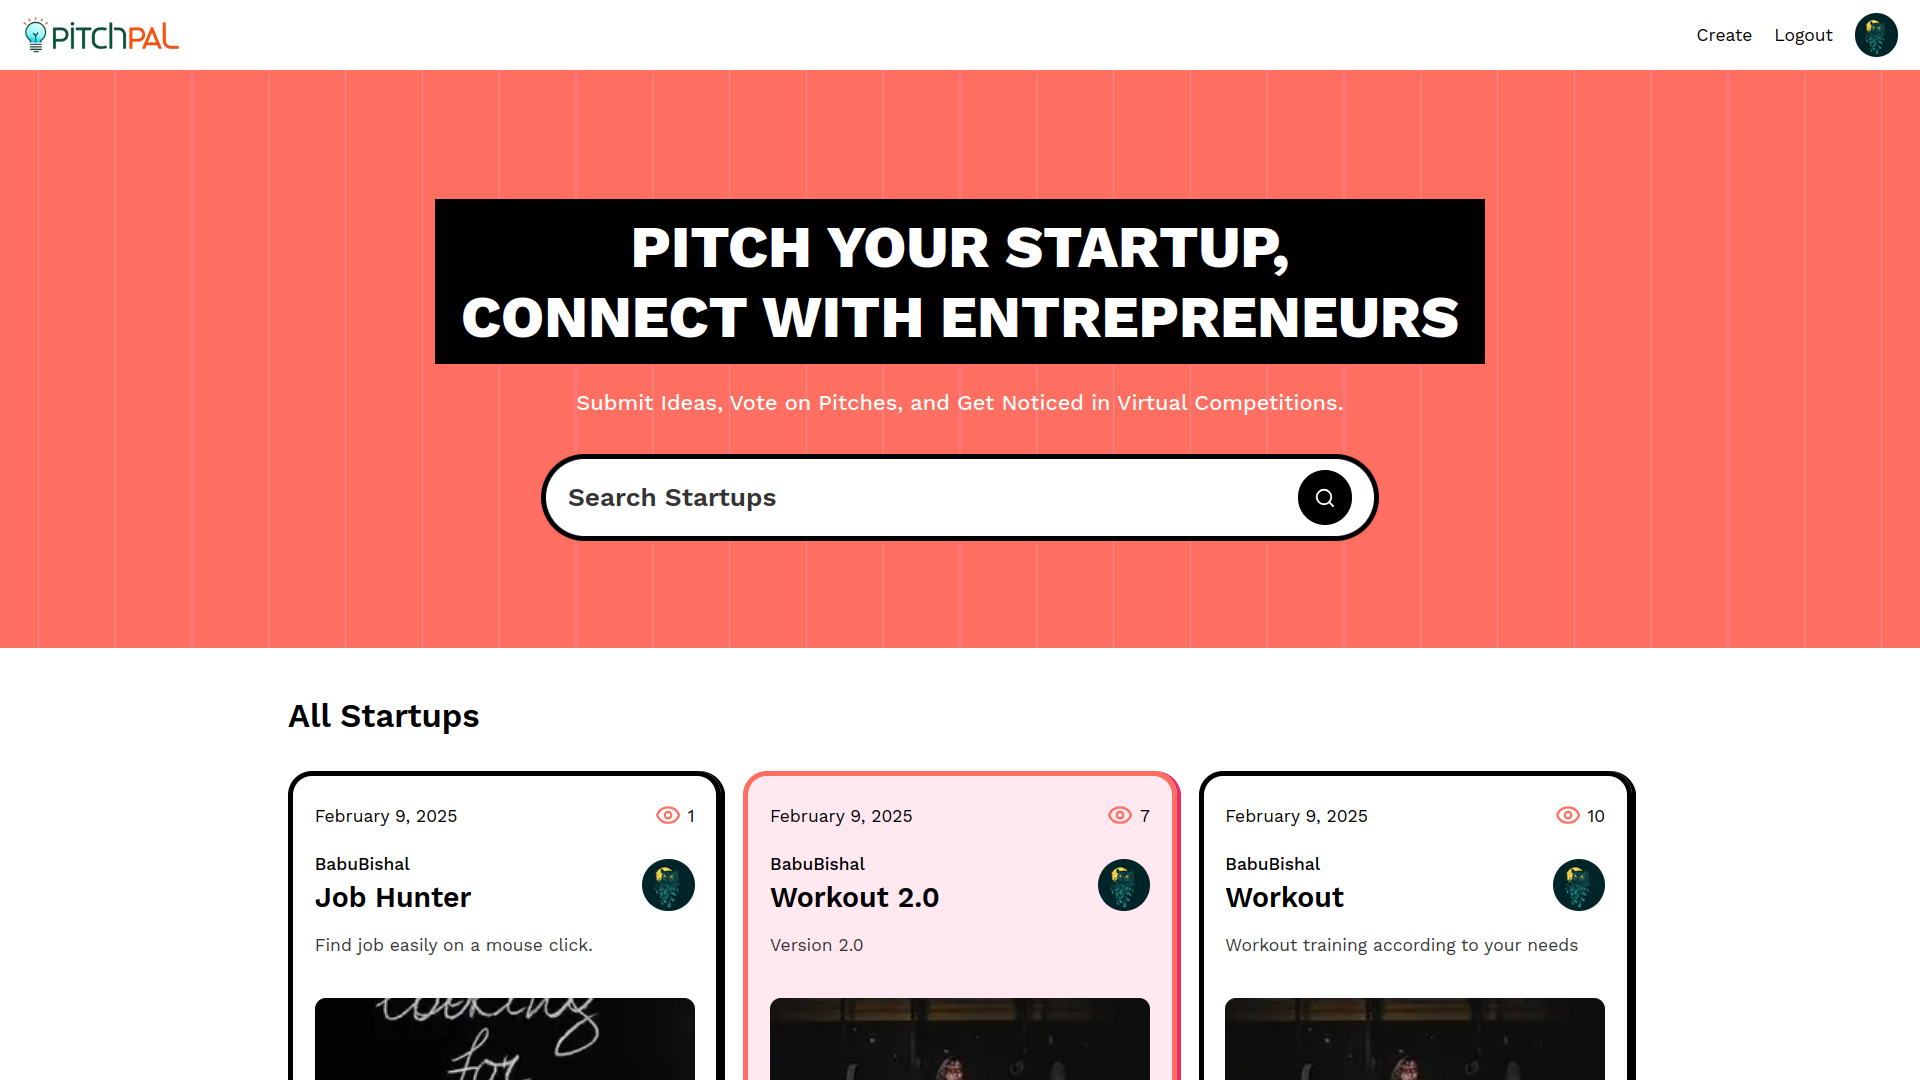 PITCHPAL
Create
Logout
PITCH YOUR STARTUP,
CONNECT WITH ENTREPRENEURS
Submit Ideas, Vote on Pitches, and Get Noticed in Virtual Competitions.
Search Startups
All Startups
February 9, 2025
1
BabuBishal
Job Hunter
Find job easily on a mouse click.
looking
for
February 9, 2025
7
BabuBishal
Workout 2.0
Version 2.0
February 9, 2025
10
BabuBishal
Workout
Workout training according to your needs